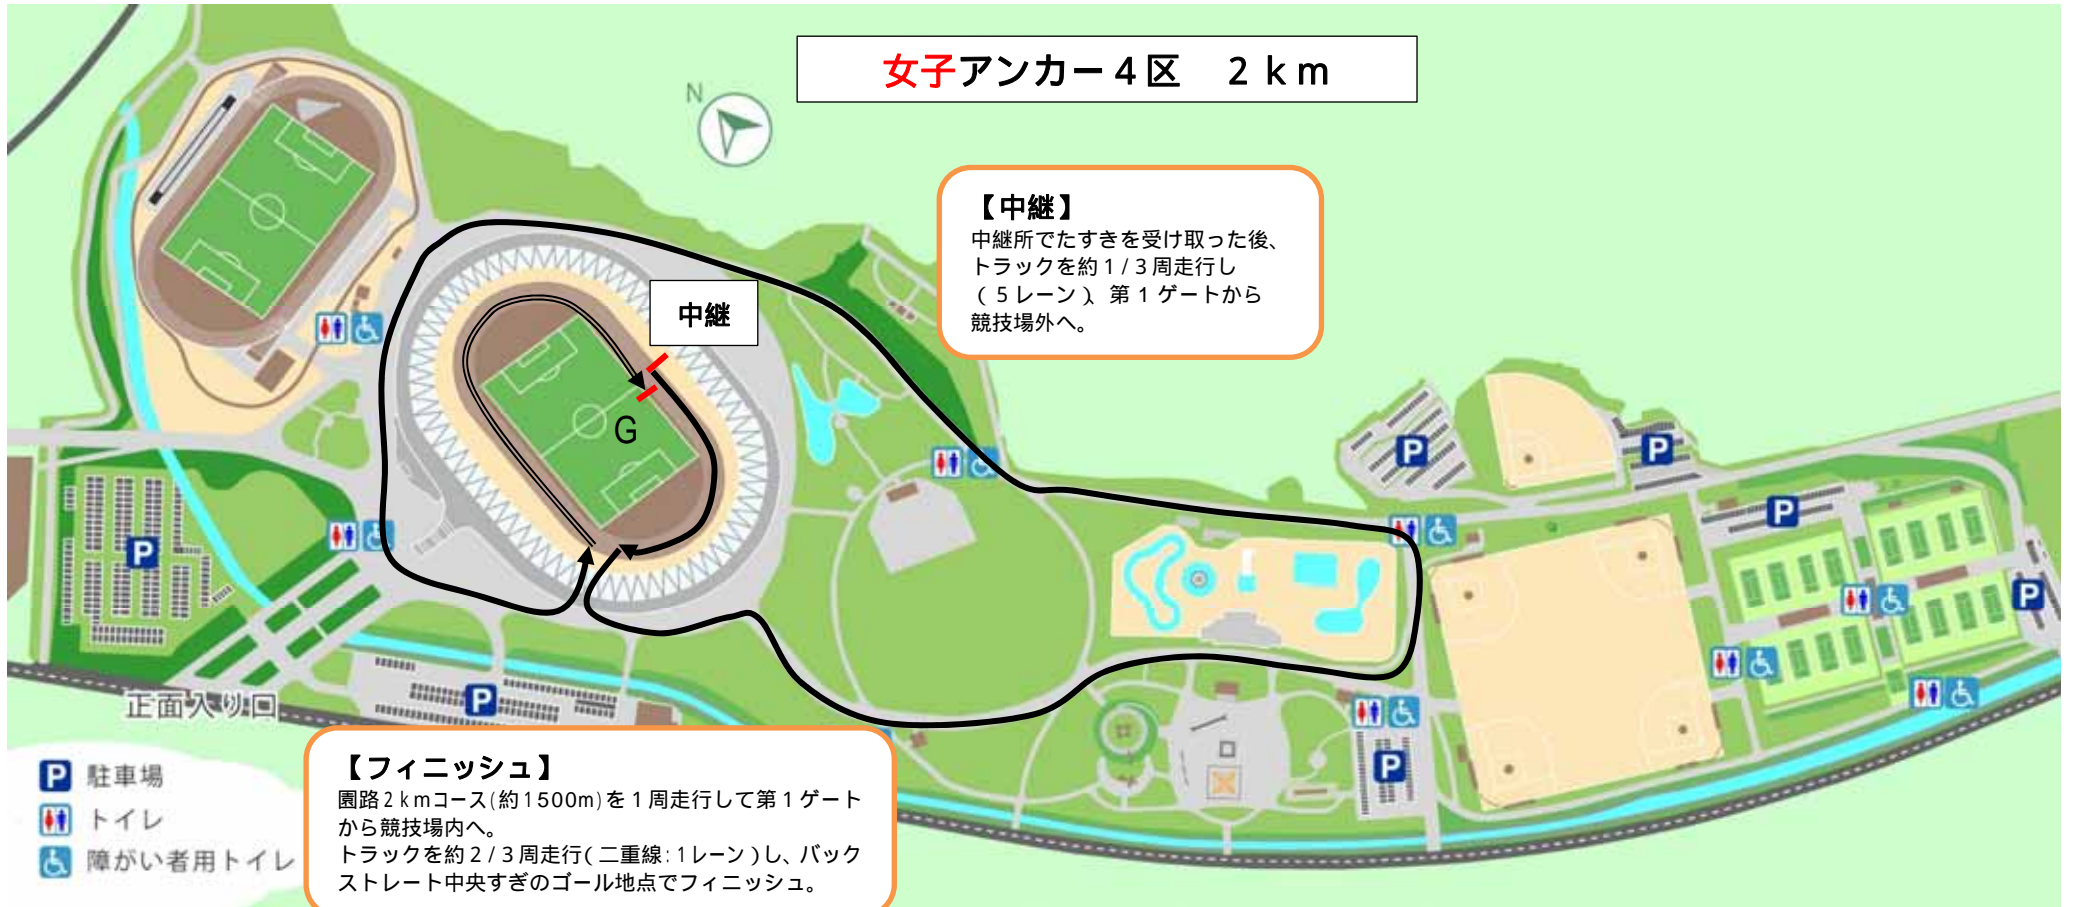 女子アンカー４区　２ｋｍ
N
【中継】
中継所でたすきを受け取った後、
トラックを約１/３周走行し
（５レーン）、第１ゲートから
競技場外へ。
中継
G
P
P
P
P
P
P
P
正面入り口
P 駐車場
トイレ
障がい者用トイレ
【フィニッシュ】
園路２ｋｍコース(約1500m)を１周走行して第１ゲート
から競技場内へ。
トラックを約２/３周走行(二重線:1レーン)し、バック
ストレート中央すぎのゴール地点でフィニッシュ。